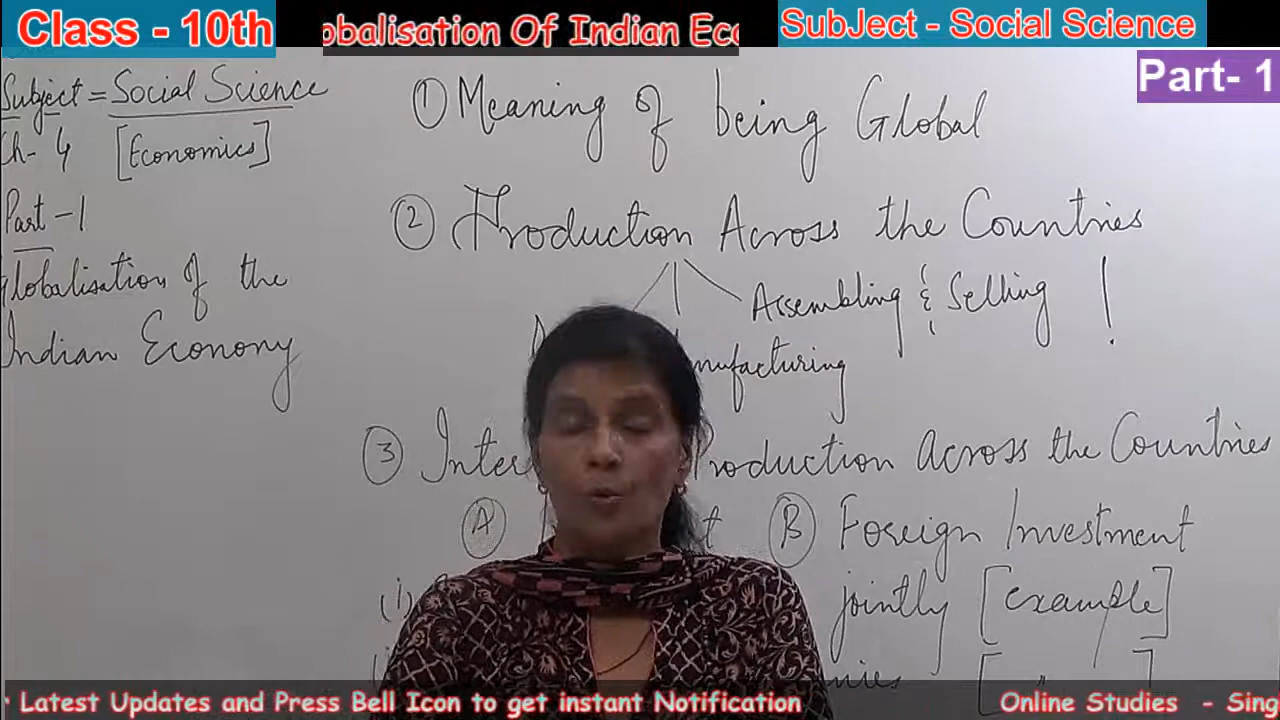 Class - 10th
obalisation Of Indian Ec
SubJect - Social Science
Part- 1
Subject = Social Science
Ch- 4 [Economics]
Part -1
Globalisation of the
Indian Economy
① Meaning of being Global
② Production Across the Countries
Assembling & Selling
nufacturing
③ Inter roduction across the Countries
Ⓐ t Ⓑ Foreign Investment
(i) jointly [example]
nies [ " ]
r Latest Updates and Press Bell Icon to get instant Notification Online Studies - Sing